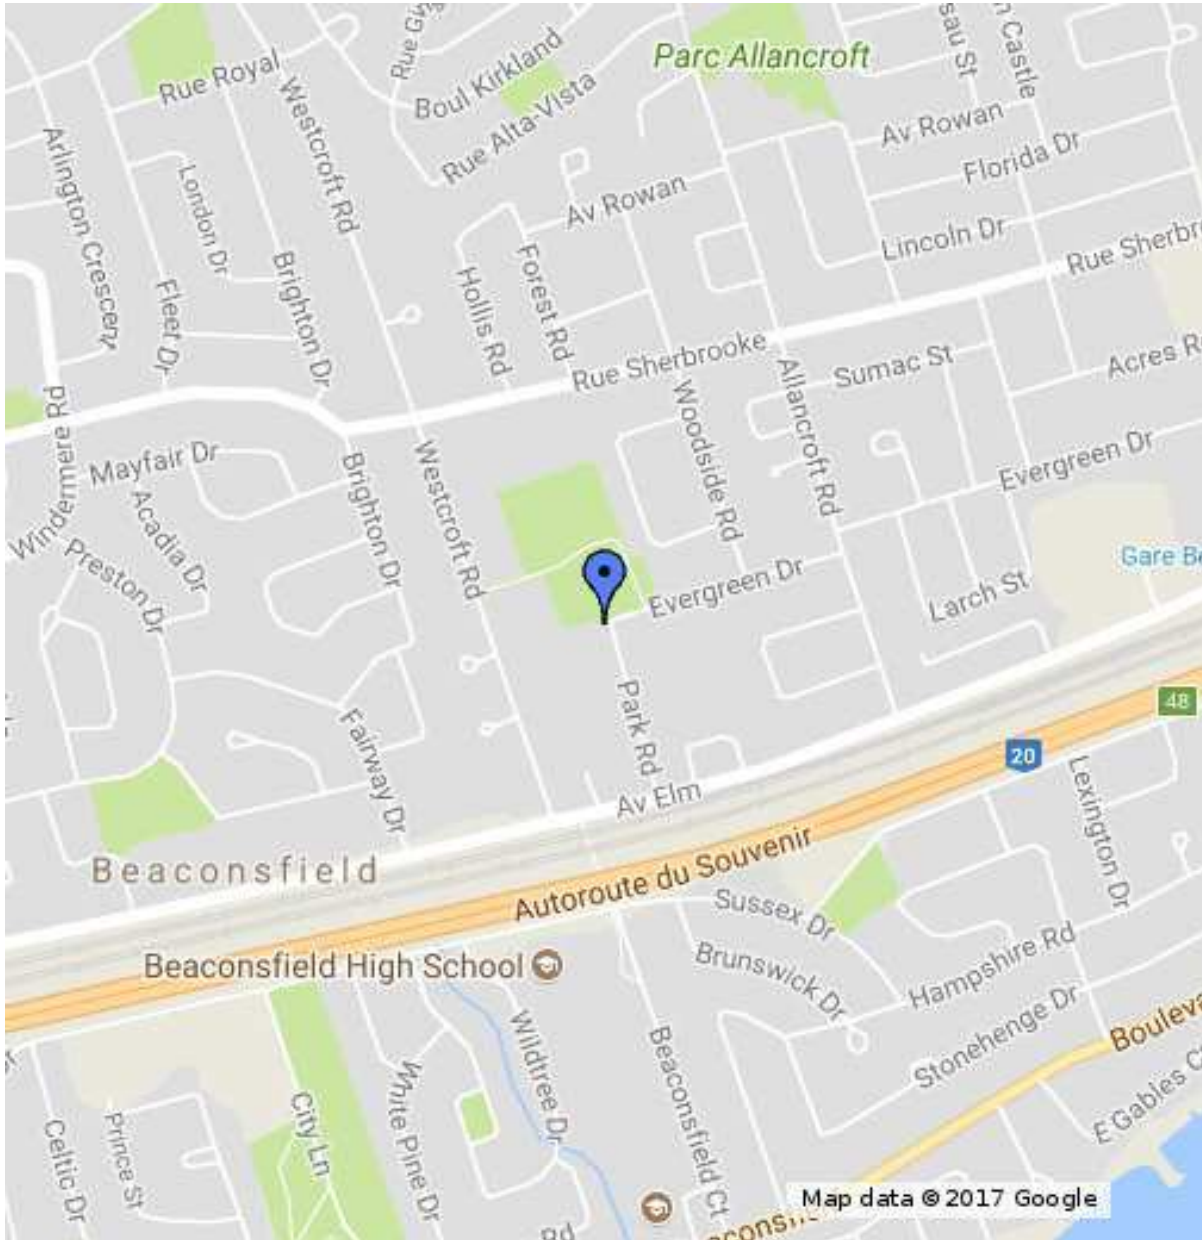 Parc Allancroft
Rue Royal
Boul Kirkland
Rue Alta-Vista
Westcroft Rd
Av Rowan
Florida Dr
Arlington Crescent
London Dr
Av Rowan
Lincoln Dr
Rue
Brighton Dr
Fleet Dr
Hollis Rd
Forest Rd
Rue Sherbrooke
Allancroft Rd
Sumac St
Acres
Windermere Rd
Mayfair Dr
Acadia Dr
Brighton Dr
Westcroft Rd
Woodside Rd
Evergreen Dr
Preston Dr
Gare
Evergreen Dr
Larch St
Park Rd
48
20
Fairway Dr
Av Elm
Lexington Dr
Beaconsfield
Autoroute du Souvenir
Sussex Dr
Beaconsfield High School
Brunswick Dr
Hampshire Rd
Stonehenge Dr
Wildtree Dr
Beaconsfield Ct
E Gables
Celtic Dr
Prince St
City Ln
White Pine Dr
Rd
Map data © 2017 Google